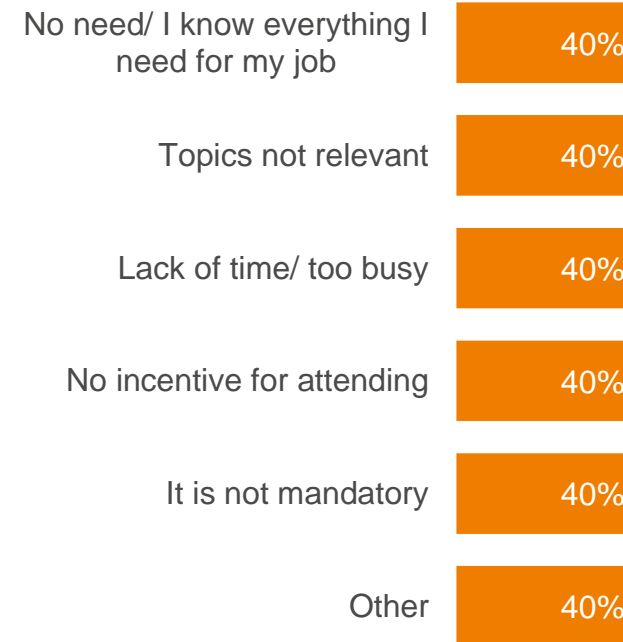 No need/ I know everything I
need for my job
40%
Topics not relevant
40%
Lack of time/ too busy
40%
No incentive for attending
40%
It is not mandatory
40%
Other
40%